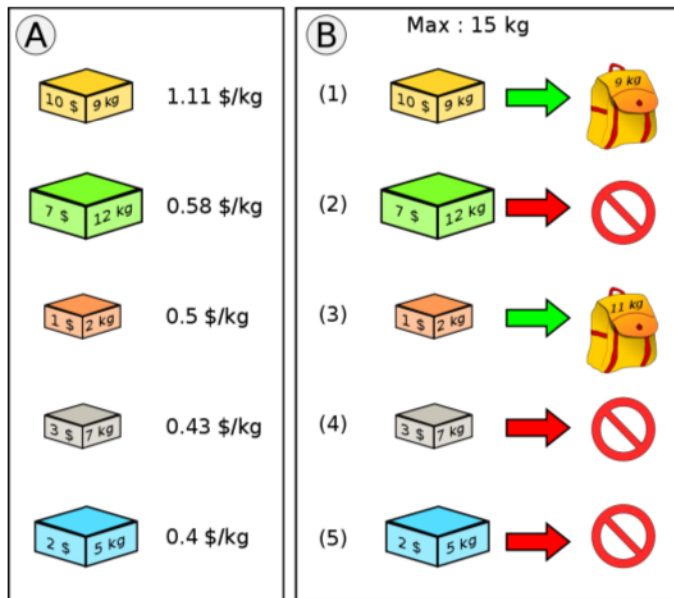 A
10 $ 9 kg 1.11 $/kg
7 $ 12 kg 0.58 $/kg
1 $ 2 kg 0.5 $/kg
3 $ 7 kg 0.43 $/kg
2 $ 5 kg 0.4 $/kg
B
Max : 15 kg
(1) 10 $ 9 kg 9 kg
(2) 7 $ 12 kg
(3) 1 $ 2 kg 11 kg
(4) 3 $ 7 kg
(5) 2 $ 5 kg